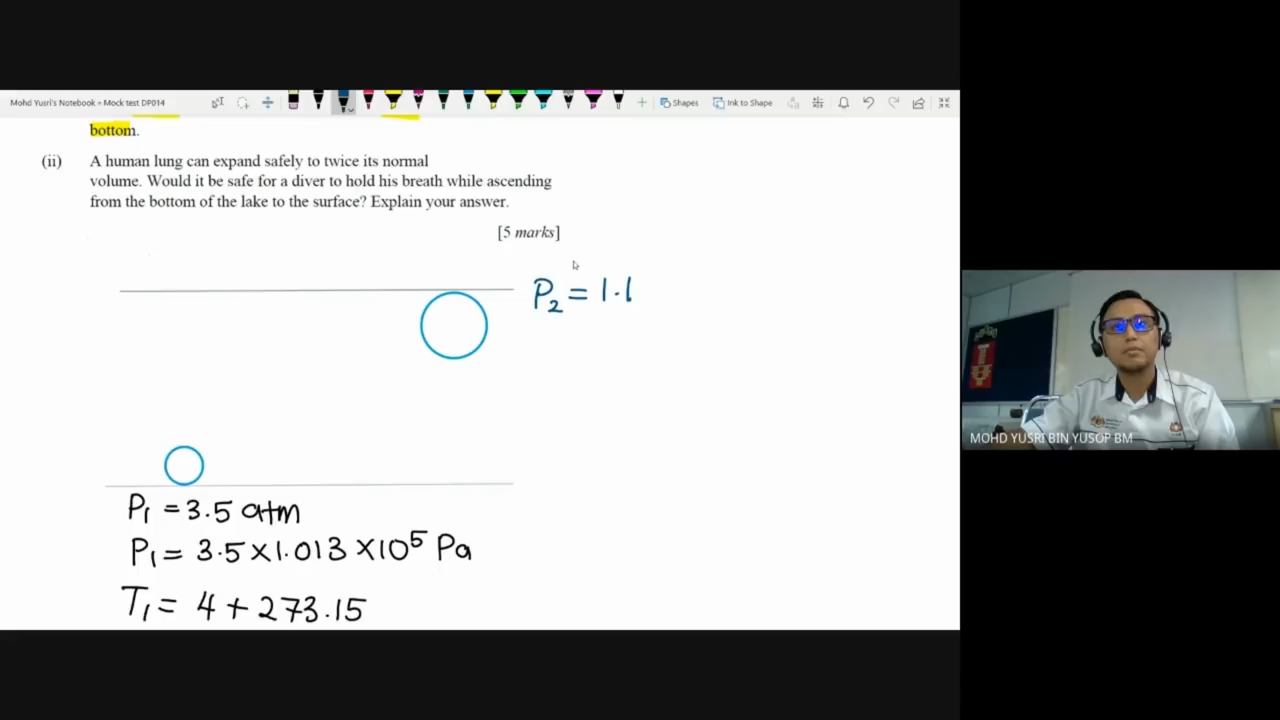 Mohd Yusri's Notebook » Mock test DP014
Shapes
Ink to Shape
bottom.
(ii) A human lung can expand safely to twice its normal
volume. Would it be safe for a diver to hold his breath while ascending
from the bottom of the lake to the surface? Explain your answer.
[5 marks]
P₂ = 1.1
P₁ = 3.5 atm
P₁ = 3.5 × 1.013 × 10⁵ Pa
T₁ = 4 + 273.15
MOHD YUSRI BIN YUSOP BM